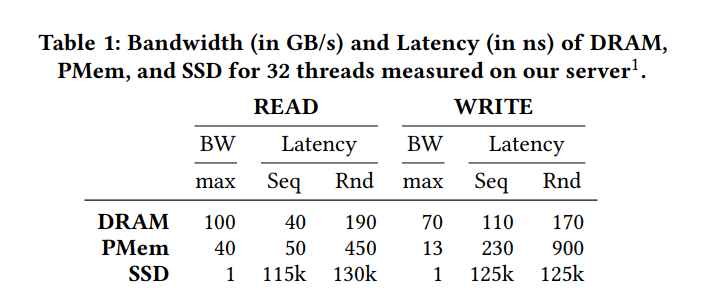 Table 1: Bandwidth (in GB/s) and Latency (in ns) of DRAM,
PMem, and SSD for 32 threads measured on our server¹.
READ WRITE
BW Latency BW Latency
max Seq Rnd max Seq Rnd
DRAM 100 40 190 70 110 170
PMem 40 50 450 13 230 900
SSD 1 115k 130k 1 125k 125k